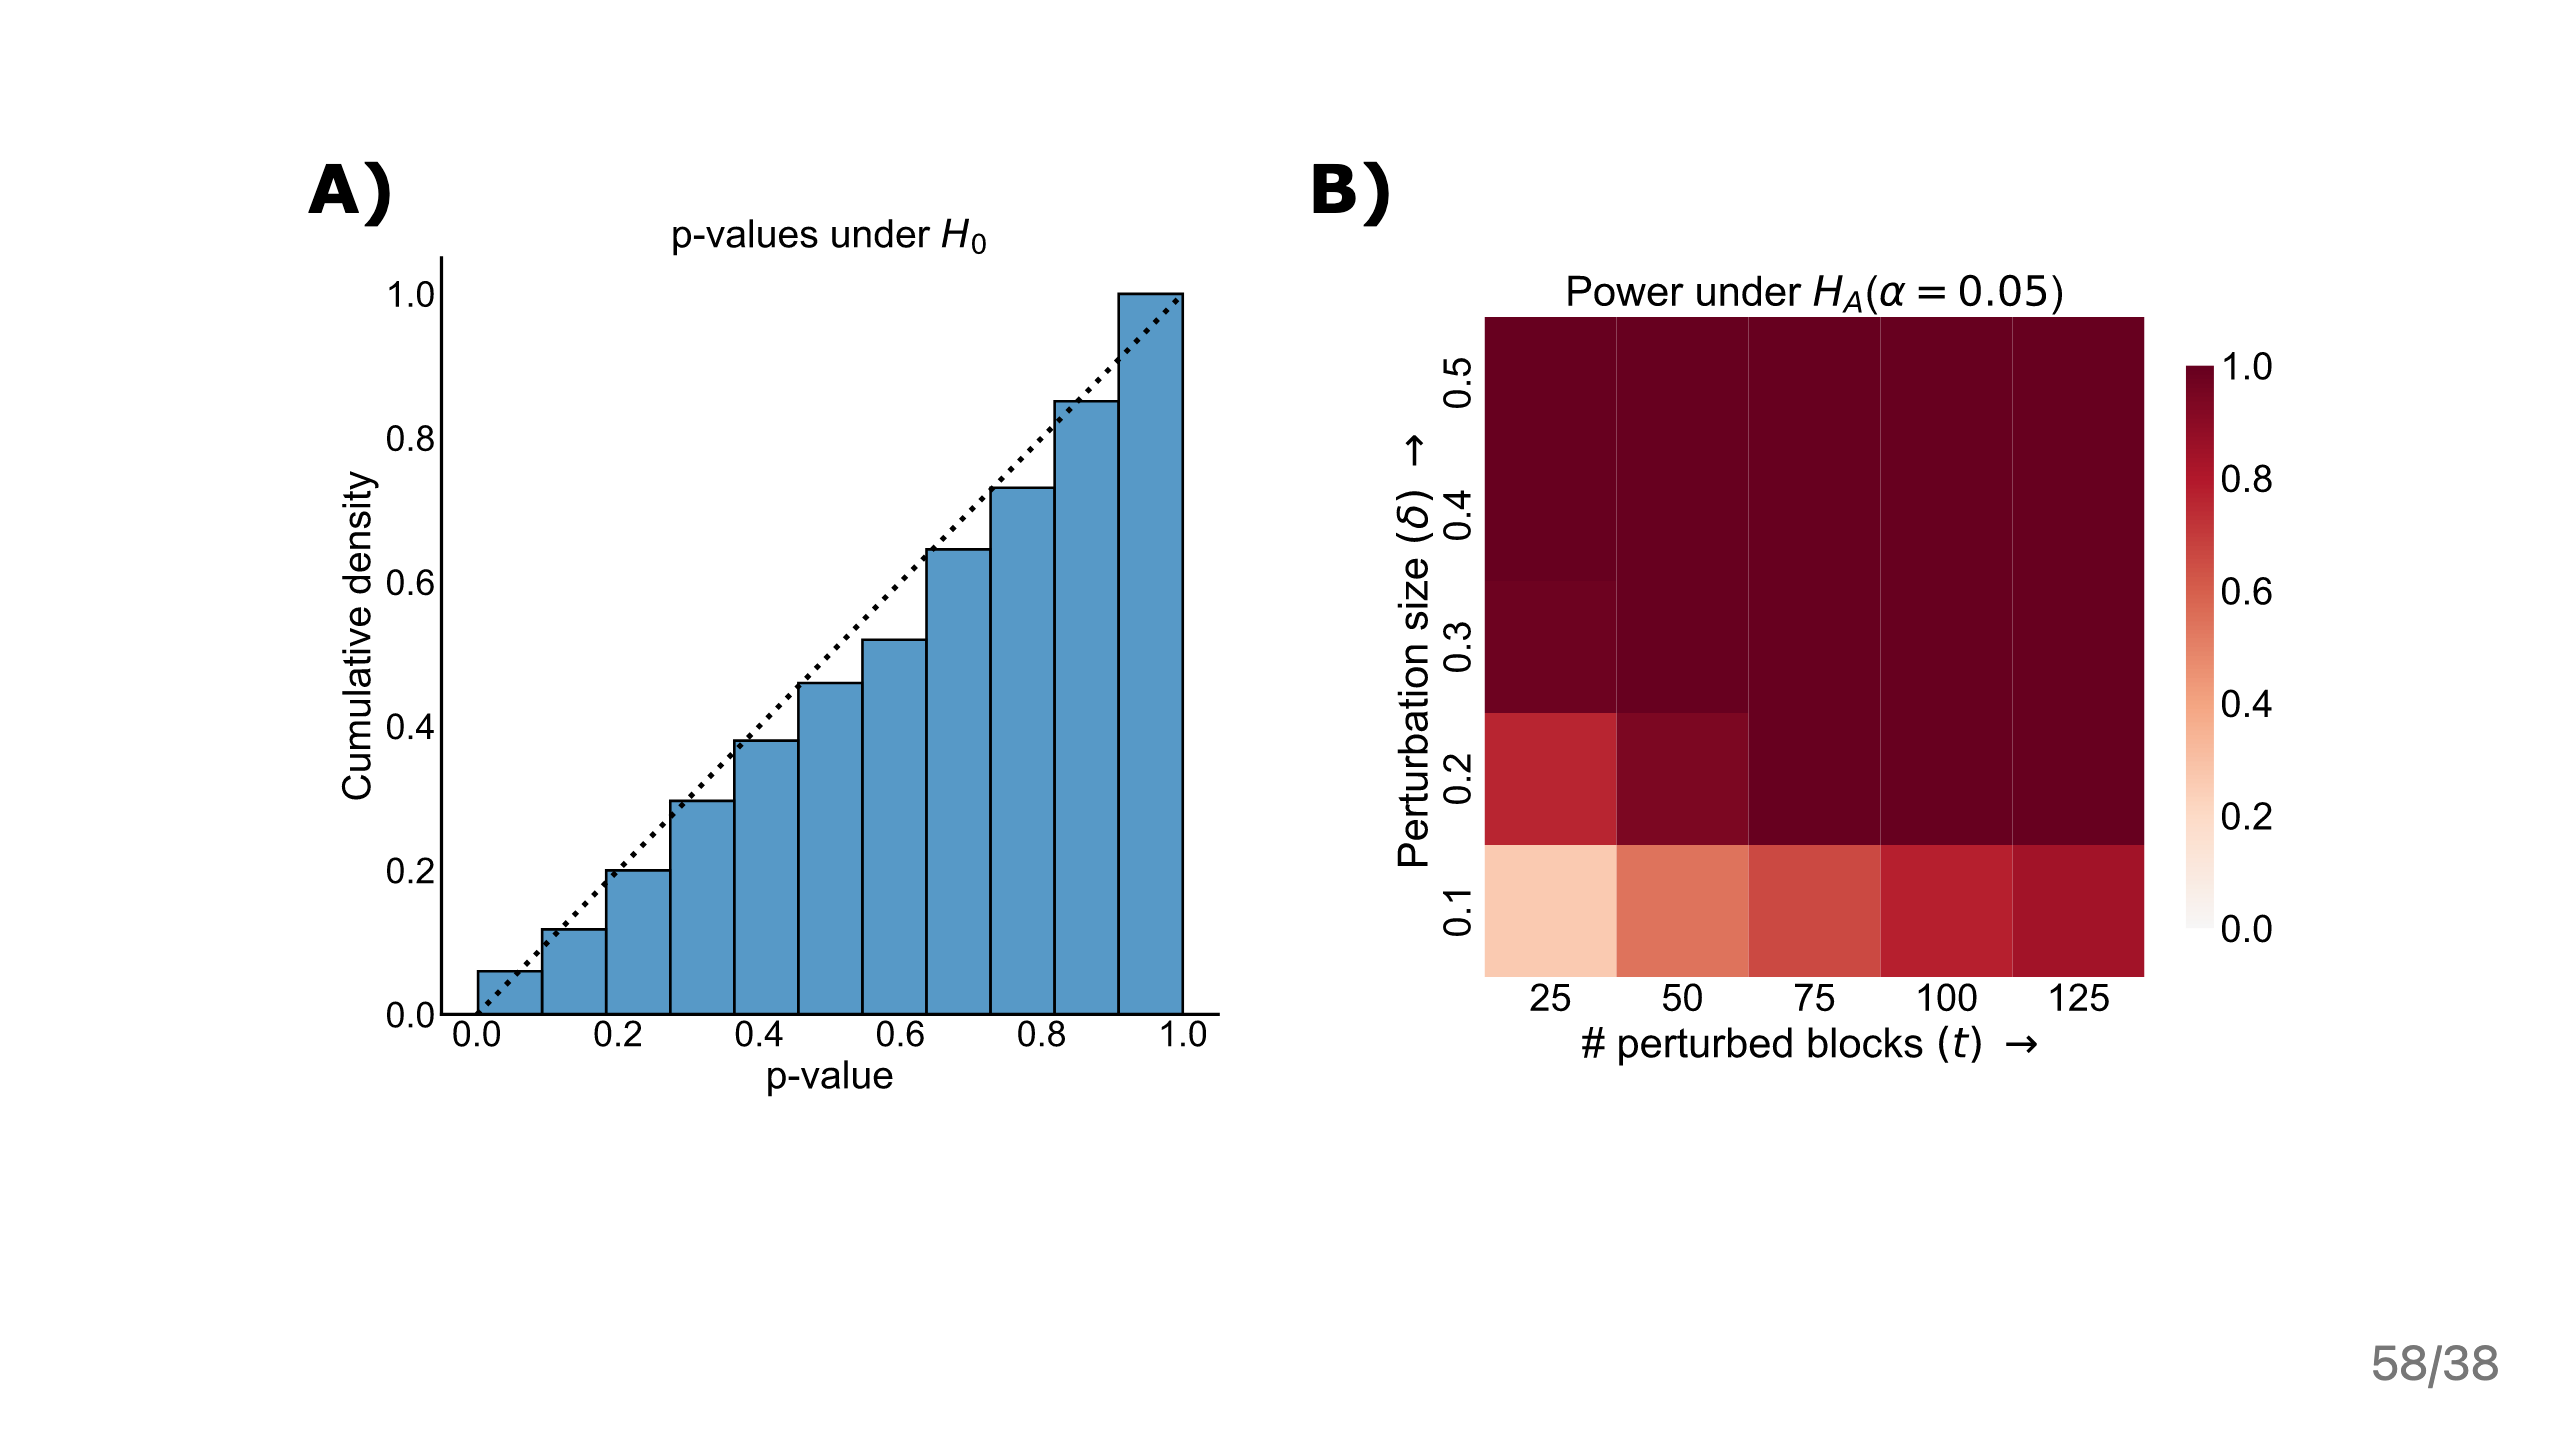 A)
p-values under H₀
1.0
0.8
0.6
0.4
0.2
0.0
Cumulative density
0.0 0.2 0.4 0.6 0.8 1.0
p-value
B)
Power under H_A(α = 0.05)
0.5
0.4
0.3
0.2
0.1
Perturbation size (δ) →
25 50 75 100 125
# perturbed blocks (t) →
1.0
0.8
0.6
0.4
0.2
0.0
58/38